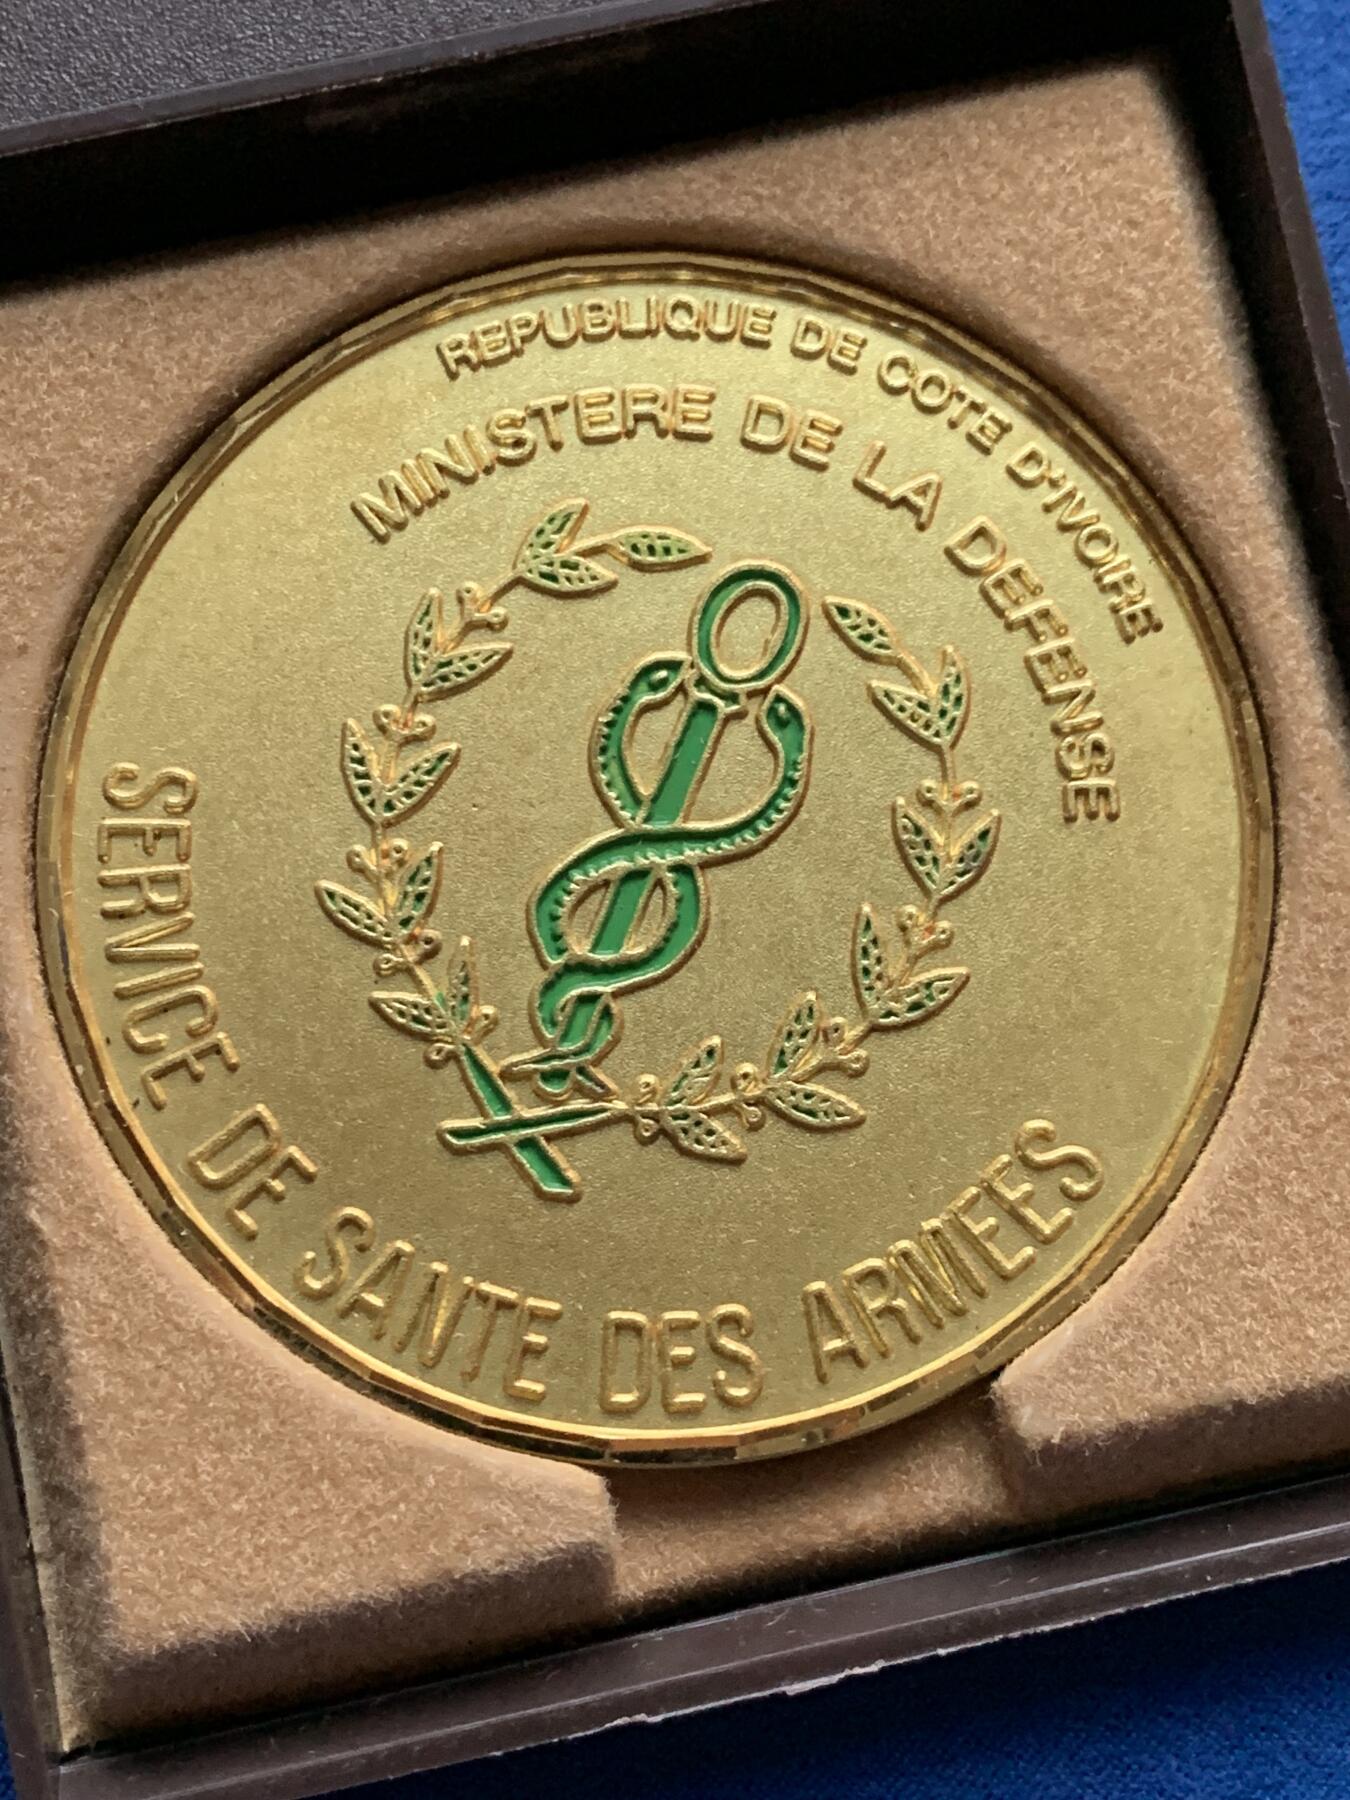 REPUBLIQUE DE COTE D'IVOIRE
MINISTERE DE LA DEFENSE
SERVICE DE SANTE DES ARMEES